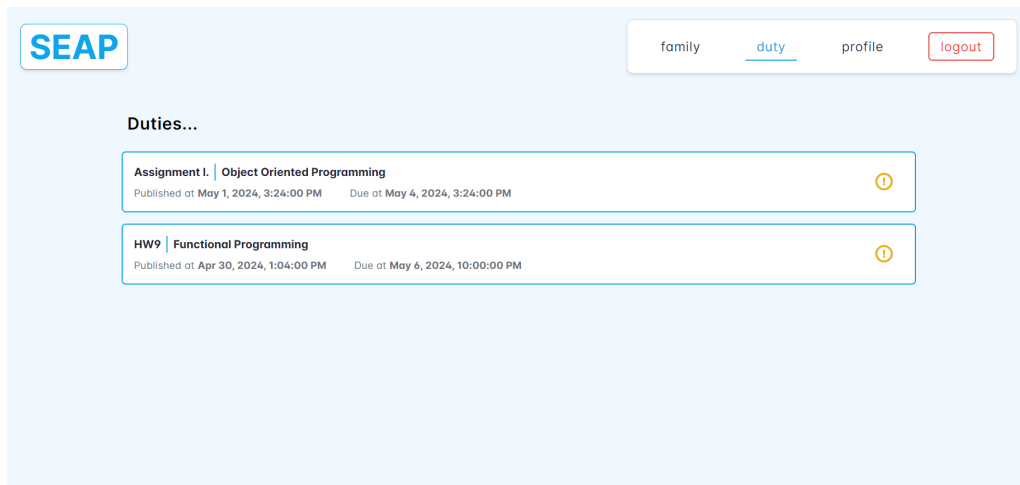 SEAP
family duty profile logout
Duties...
Assignment I. Object Oriented Programming
Published at May 1, 2024, 3:24:00 PM Due at May 4, 2024, 3:24:00 PM
HW9 Functional Programming
Published at Apr 30, 2024, 1:04:00 PM Due at May 6, 2024, 10:00:00 PM